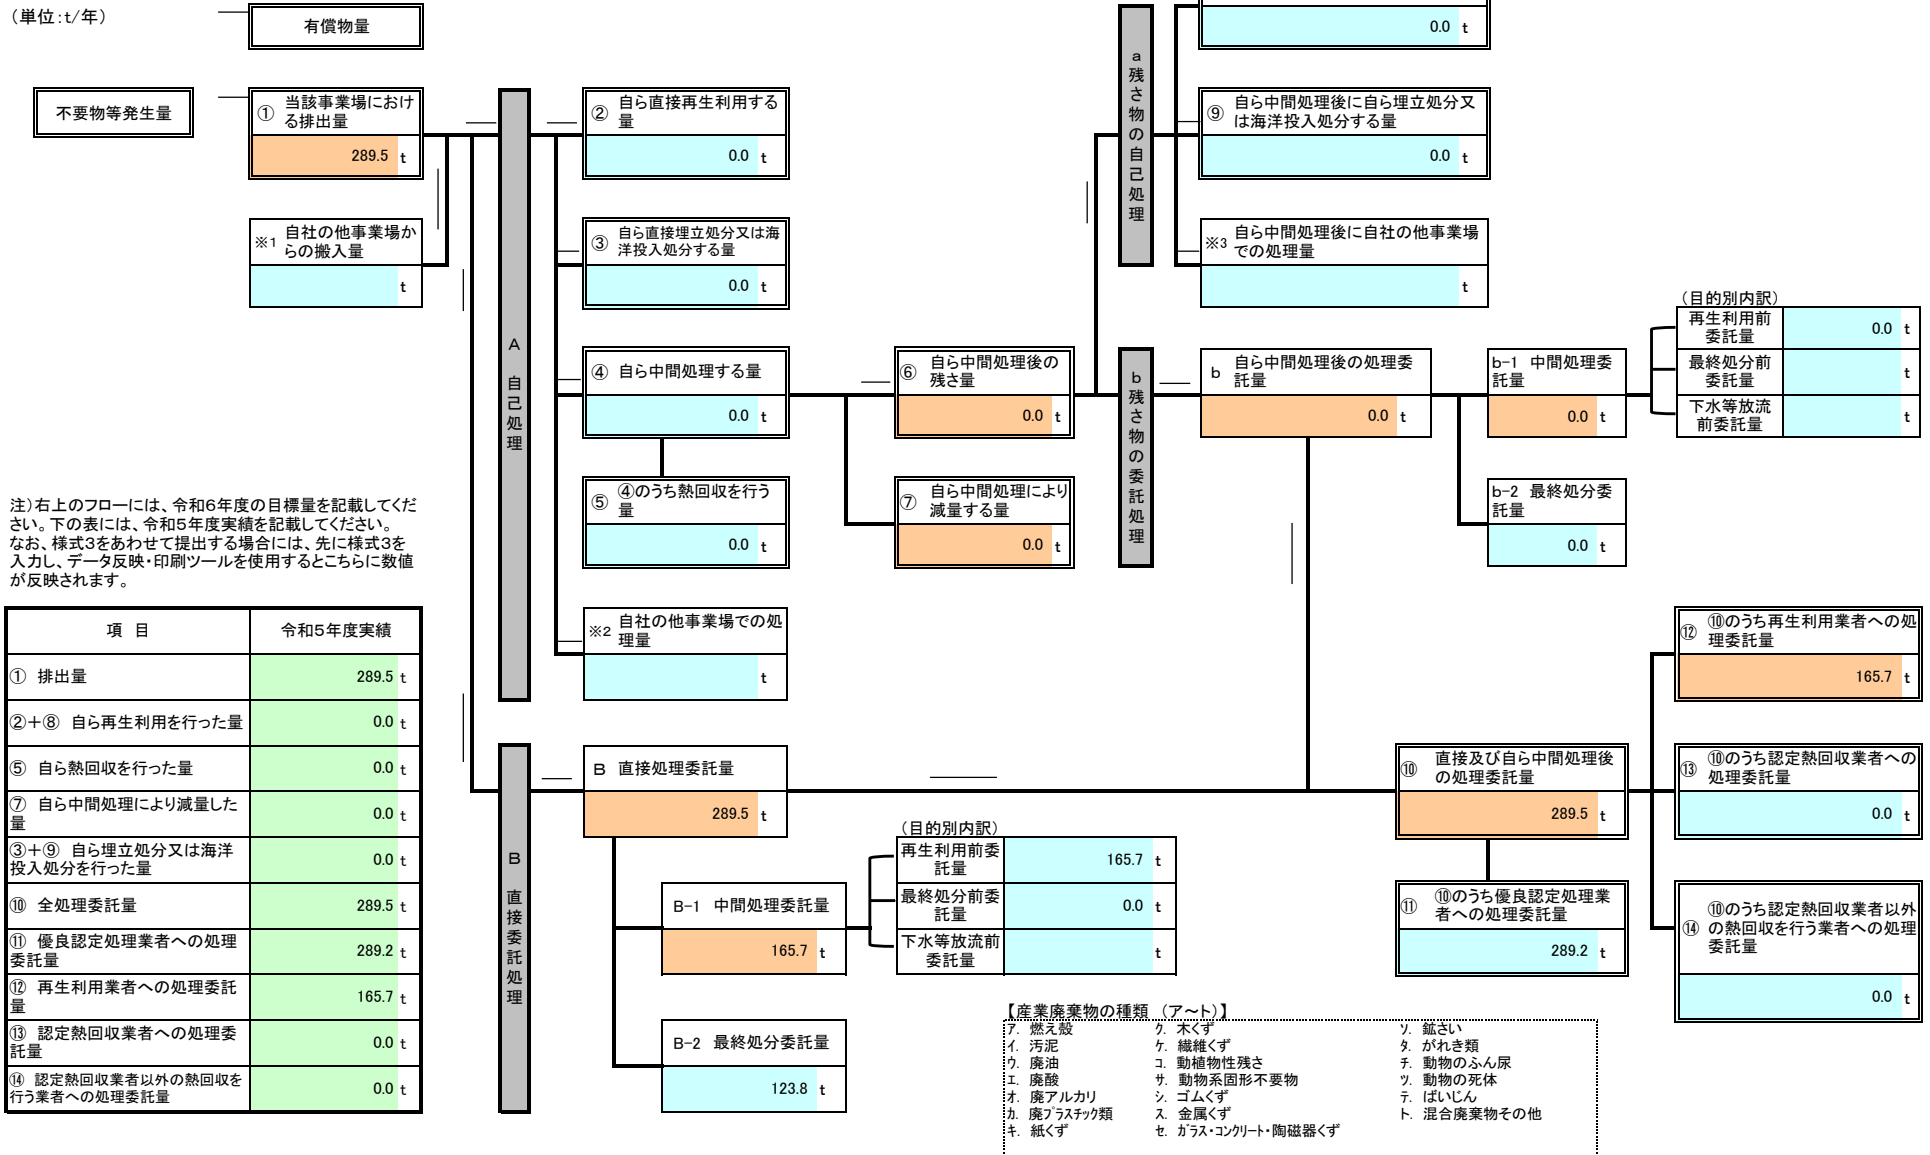 （単位：t/年）
有償物量
不要物等発生量
① 当該事業場におけ
る排出量
289.5 t
※1 自社の他事業場か
らの搬入量
t
A 自己処理
② 自ら直接再生利用する
量
0.0 t
③ 自ら直接埋立処分又は海
洋投入処分する量
0.0 t
④ 自ら中間処理する量
0.0 t
⑤ ④のうち熱回収を行う
量
0.0 t
※2 自社の他事業場での処
理量
t
⑥ 自ら中間処理後の
残さ量
0.0 t
⑦ 自ら中間処理により
減量する量
0.0 t
a 残さ物の自己処理
0.0 t
⑨ 自ら中間処理後に自ら埋立処分又
は海洋投入処分する量
0.0 t
※3 自ら中間処理後に自社の他事業場
での処理量
t
b 残さ物の委託処理
b 自ら中間処理後の処理委
託量
0.0 t
b-1 中間処理委
託量
0.0 t
（目的別内訳）
再生利用前
委託量
0.0 t
最終処分前
委託量
t
下水等放流
前委託量
t
b-2 最終処分委
託量
0.0 t
注）右上のフローには、令和6年度の目標量を記載してくだ
さい。下の表には、令和5年度実績を記載してください。
なお、様式3をあわせて提出する場合には、先に様式3を
入力し、データ反映・印刷ツールを使用するとこちらに数値
が反映されます。
項 目 令和5年度実績
① 排出量 289.5 t
②＋⑧ 自ら再生利用を行った量 0.0 t
⑤ 自ら熱回収を行った量 0.0 t
⑦ 自ら中間処理により減量した
量 0.0 t
③＋⑨ 自ら埋立処分又は海洋
投入処分を行った量 0.0 t
⑩ 全処理委託量 289.5 t
⑪ 優良認定処理業者への処理
委託量 289.2 t
⑫ 再生利用業者への処理委託
量 165.7 t
⑬ 認定熱回収業者への処理委
託量 0.0 t
⑭ 認定熱回収業者以外の熱回収を
行う業者への処理委託量 0.0 t
B 直接委託処理
B 直接処理委託量
289.5 t
B-1 中間処理委託量
165.7 t
（目的別内訳）
再生利用前委
託量
165.7 t
最終処分前委
託量
0.0 t
下水等放流前
委託量
t
B-2 最終処分委託量
123.8 t
⑩ 直接及び自ら中間処理後
の処理委託量
289.5 t
⑪ ⑩のうち優良認定処理業
者への処理委託量
289.2 t
⑫ ⑩のうち再生利用業者への処
理委託量
165.7 t
⑬ ⑩のうち認定熱回収業者への
処理委託量
0.0 t
⑭ ⑩のうち認定熱回収業者以外
の熱回収を行う業者への処理
委託量
0.0 t
【産業廃棄物の種類 （ア～ト）】
ア. 燃え殻 ク. 木くず ソ. 鉱さい
イ. 汚泥 ケ. 繊維くず タ. がれき類
ウ. 廃油 コ. 動植物性残さ チ. 動物のふん尿
エ. 廃酸 サ. 動物系固形不要物 ツ. 動物の死体
オ. 廃アルカリ シ. ゴムくず テ. ばいじん
カ. 廃プラスチック類 ス. 金属くず ト. 混合廃棄物その他
キ. 紙くず セ. ガラス・コンクリート・陶磁器くず